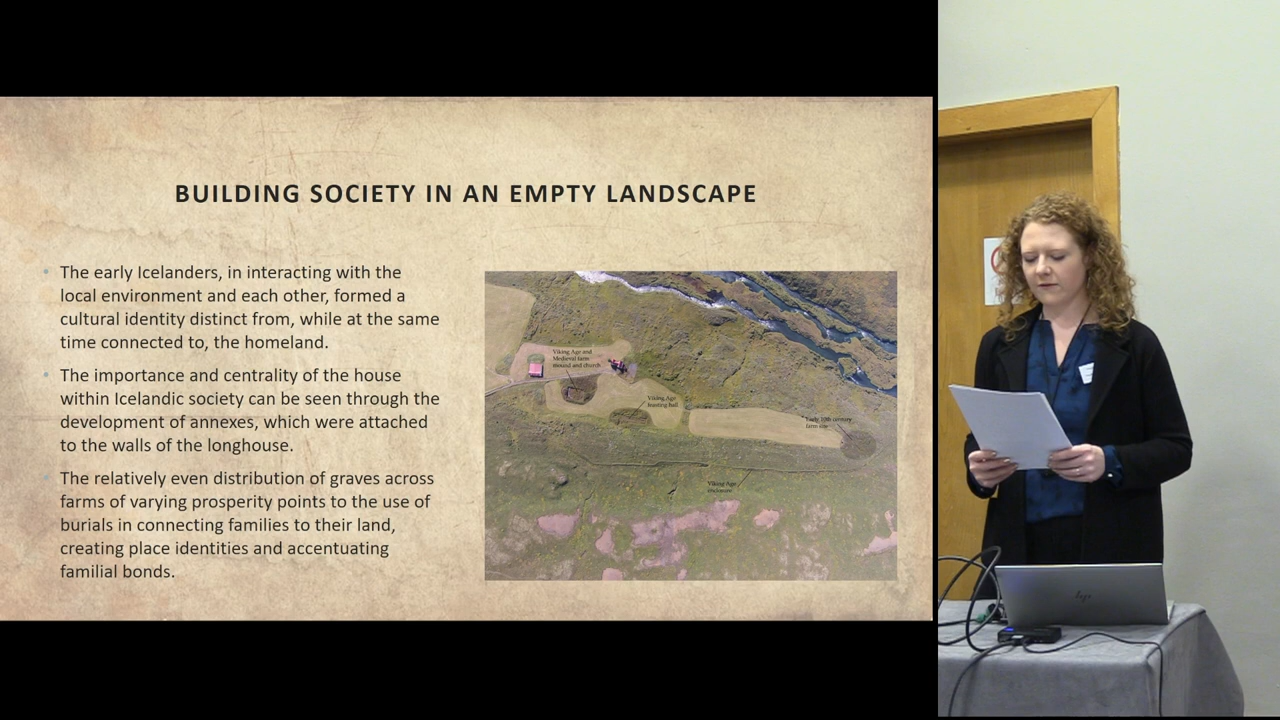 BUILDING SOCIETY IN AN EMPTY LANDSCAPE
• The early Icelanders, in interacting with the
local environment and each other, formed a
cultural identity distinct from, while at the same
time connected to, the homeland.
• The importance and centrality of the house
within Icelandic society can be seen through the
development of annexes, which were attached
to the walls of the longhouse.
• The relatively even distribution of graves across
farms of varying prosperity points to the use of
burials in connecting families to their land,
creating place identities and accentuating
familial bonds.
Viking Age and
Medieval farm
mound and church
Viking Age
feasting hall
Early 10th century
farm site
Viking Age
enclosure
hp